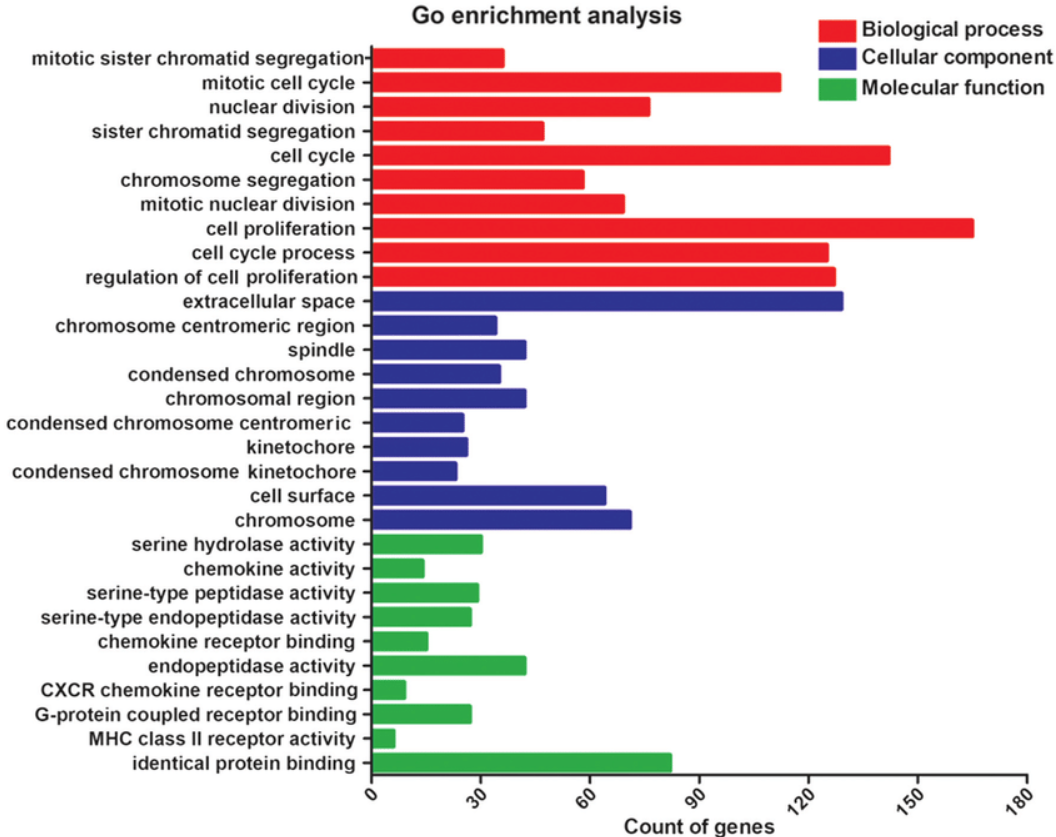 Go enrichment analysis
Biological process
Cellular component
Molecular function
mitotic sister chromatid segregation
mitotic cell cycle
nuclear division
sister chromatid segregation
cell cycle
chromosome segregation
mitotic nuclear division
cell proliferation
cell cycle process
regulation of cell proliferation
extracellular space
chromosome centromeric region
spindle
condensed chromosome
chromosomal region
condensed chromosome centromeric
kinetochore
condensed chromosome kinetochore
cell surface
chromosome
serine hydrolase activity
chemokine activity
serine-type peptidase activity
serine-type endopeptidase activity
chemokine receptor binding
endopeptidase activity
CXCR chemokine receptor binding
G-protein coupled receptor binding
MHC class II receptor activity
identical protein binding
0 30 60 90 120 150 180
Count of genes